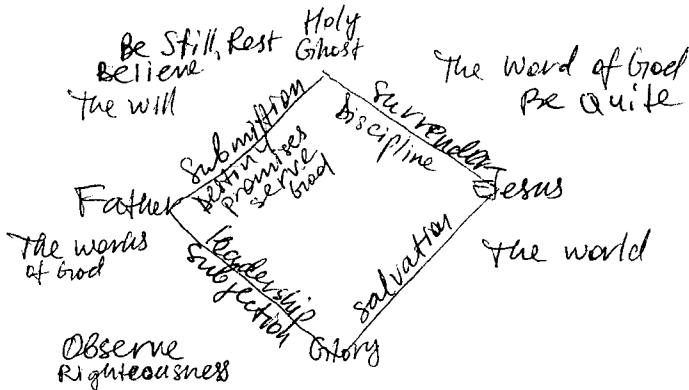 Be Still, Rest
Believe
The will
Holy
Ghost
The Word of God
Be Quite
Submission
Destiny
promises
serve
God
Surrender
Discipline
Father
Jesus
The works
of God
The world
Leadership
Subjection
Salvation
Glory
Observe
Righteousness